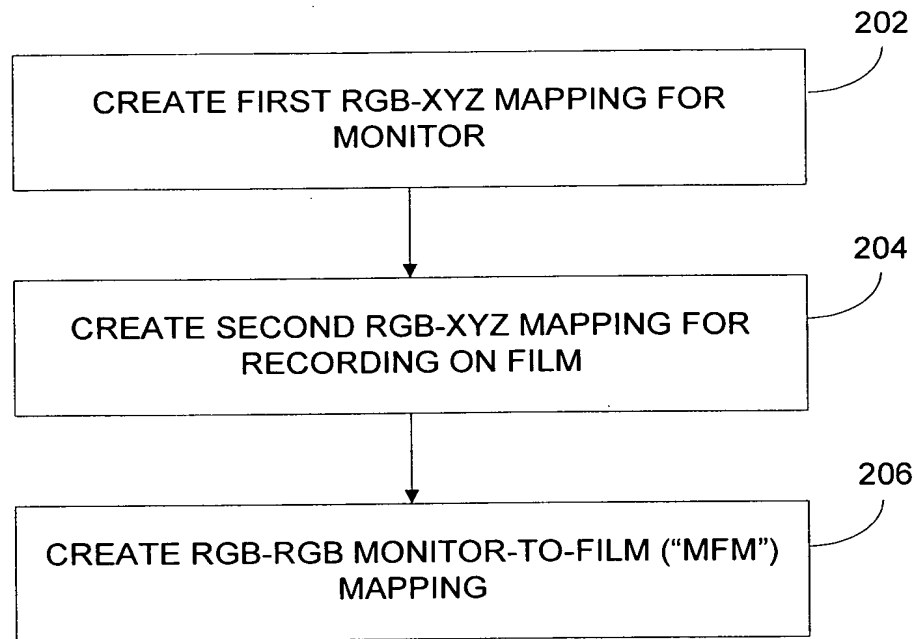 202
CREATE FIRST RGB-XYZ MAPPING FOR
MONITOR
204
CREATE SECOND RGB-XYZ MAPPING FOR
RECORDING ON FILM
206
CREATE RGB-RGB MONITOR-TO-FILM (“MFM”)
MAPPING